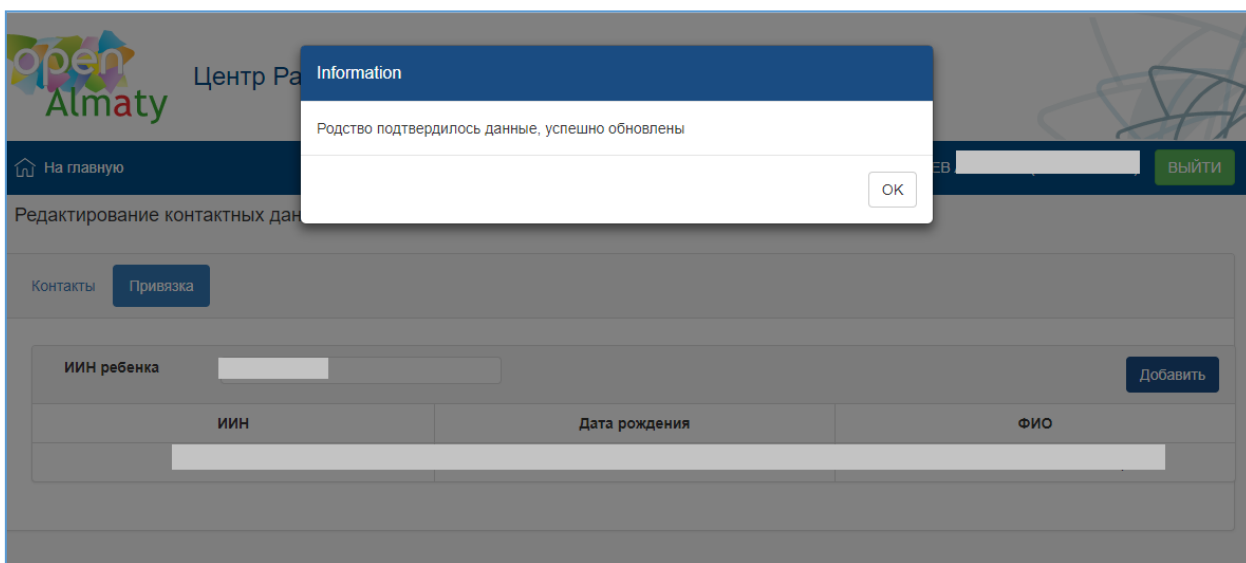 open
Almaty
Центр Ра
Information
Родство подтвердилось данные, успешно обновлены
OK
На главную
ЕВ
ВЫЙТИ
Редактирование контактных дан
Контакты
Привязка
ИИН ребенка
Добавить
ИИН
Дата рождения
ФИО